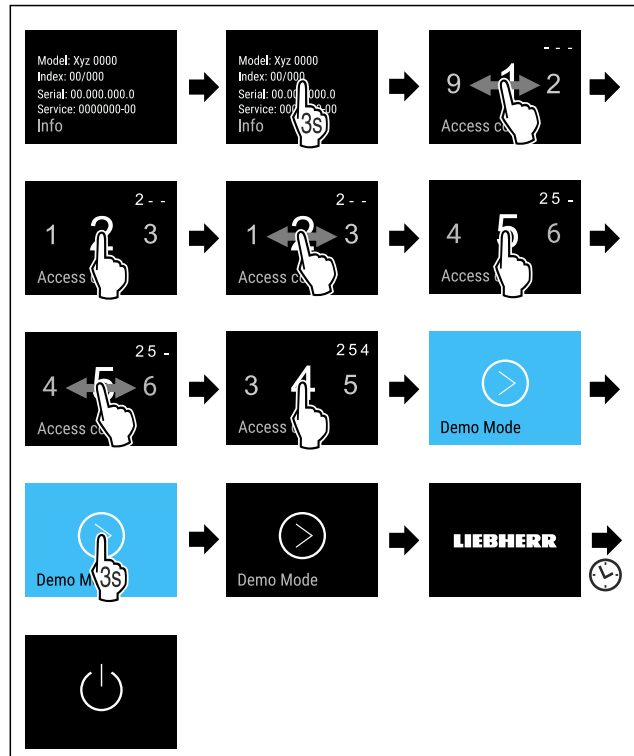 Model: Xyz 0000
Index: 00/000
Serial: 00.000.000.0
Service: 0000000-00
Info
Model: Xyz 0000
Index: 00/000
Serial:
Service:
Info
3s
- - -
9 1 2
Access
2 - -
1 2 3
Access
2 - -
1 2 3
Access
2 5 -
4 5 6
Access
2 5 -
4 5 6
Access
2 5 4
3 4 5
Access
Demo Mode
Demo
3s
Demo Mode
LIEBHERR